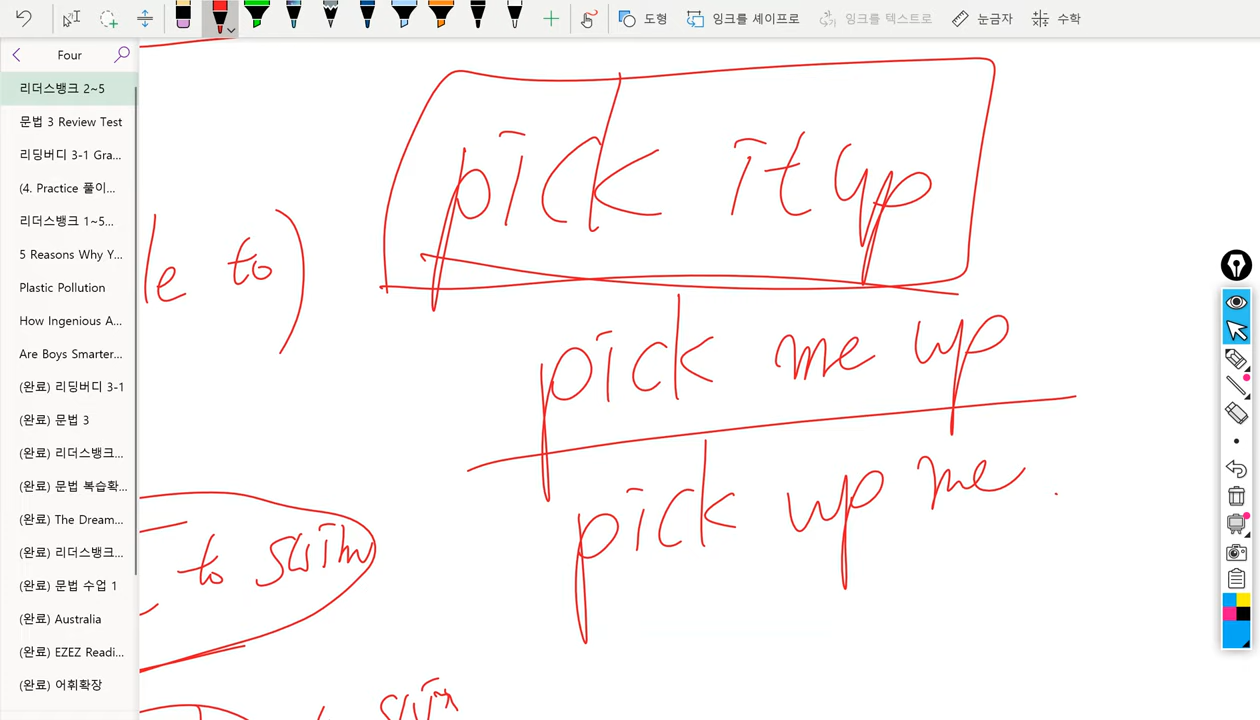 도형
잉크를 셰이프로
잉크를 텍스트로
눈금자
수학
Four
리더스뱅크 2~5
문법 3 Review Test
리딩버디 3-1 Gra...
(4. Practice 풀이...
리더스뱅크 1~5...
5 Reasons Why Y...
Plastic Pollution
How Ingenious A...
Are Boys Smarter...
(완료) 리딩버디 3-1
(완료) 문법 3
(완료) 리더스뱅크...
(완료) 문법 복습확...
(완료) The Dream...
(완료) 리더스뱅크...
(완료) 문법 수업 1
(완료) Australia
(완료) EZEZ Readi...
(완료) 어휘확장
pick it up
le to)
pick me up
pick up me.
to swim
swim